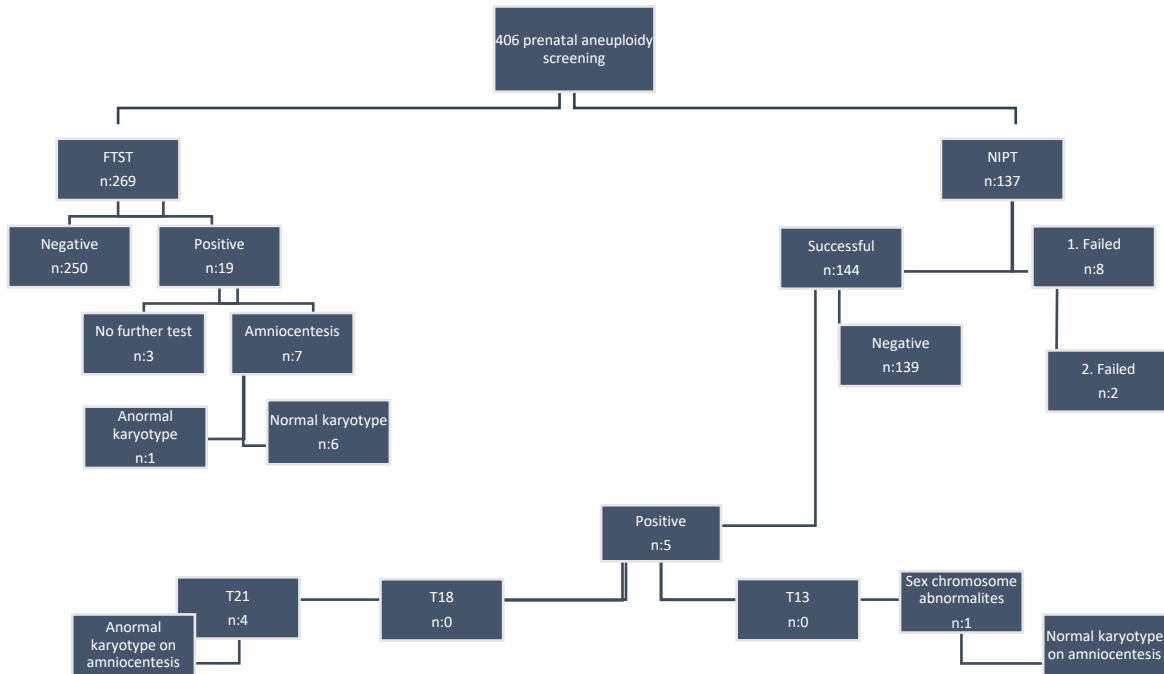 406 prenatal aneuploidy
screening
FTST
n:269
NIPT
n:137
Negative
n:250
Positive
n:19
Successful
n:144
1. Failed
n:8
No further test
n:3
Amniocentesis
n:7
Negative
n:139
2. Failed
n:2
Anormal
karyotype
n:1
Normal karyotype
n:6
Positive
n:5
T21
n:4
T18
n:0
T13
n:0
Sex chromosome
abnormalites
n:1
Anormal
karyotype on
amniocentesis
Normal karyotype
on amniocentesis